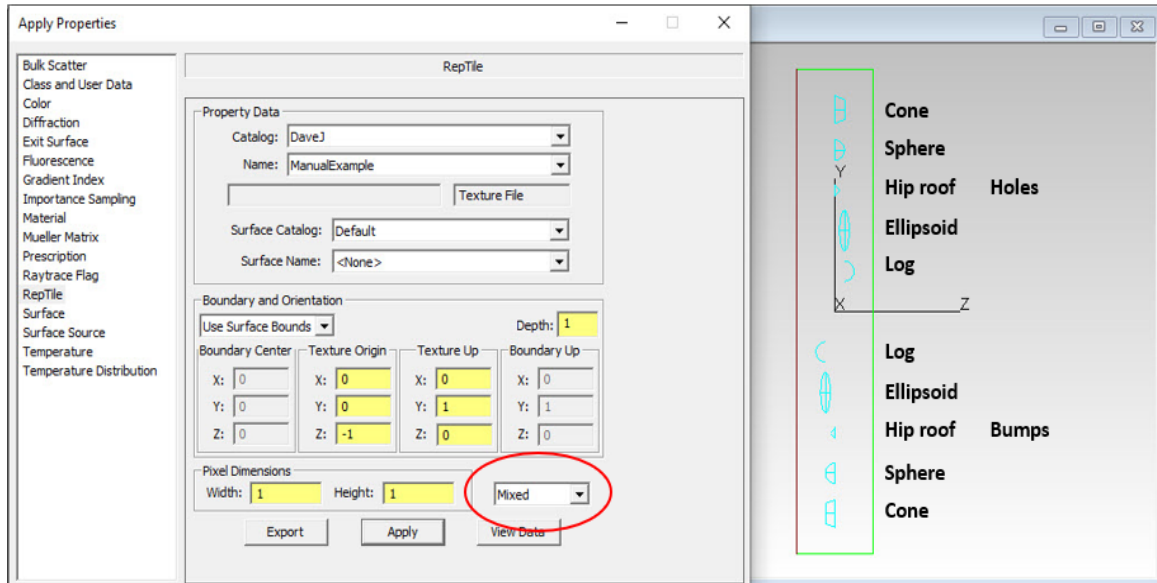 Apply Properties
Bulk Scatter
Class and User Data
Color
Diffraction
Exit Surface
Fluorescence
Gradient Index
Importance Sampling
Material
Mueller Matrix
Prescription
Raytrace Flag
RepTile
Surface
Surface Source
Temperature
Temperature Distribution
RepTile
Property Data
Catalog: DaveJ
Name: ManualExample
Texture File
Surface Catalog: Default
Surface Name: <None>
Boundary and Orientation
Use Surface Bounds Depth: 1
Boundary Center Texture Origin Texture Up Boundary Up
X: 0 X: 0 X: 0 X: 0
Y: 0 Y: 0 Y: 1 Y: 1
Z: 0 Z: -1 Z: 0 Z: 0
Pixel Dimensions
Width: 1 Height: 1 Mixed
Export Apply View Data
Cone
Sphere
Y
Hip roof Holes
Ellipsoid
Log
X Z
Log
Ellipsoid
Hip roof Bumps
Sphere
Cone